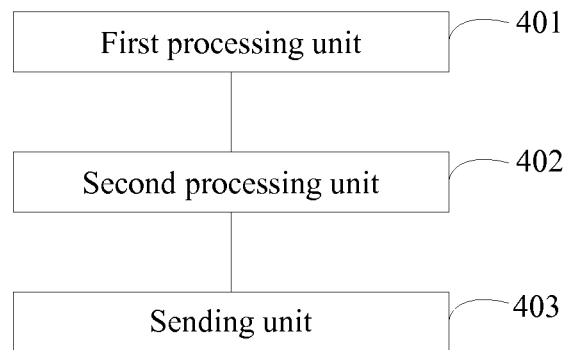 First processing unit 401
Second processing unit 402
Sending unit 403